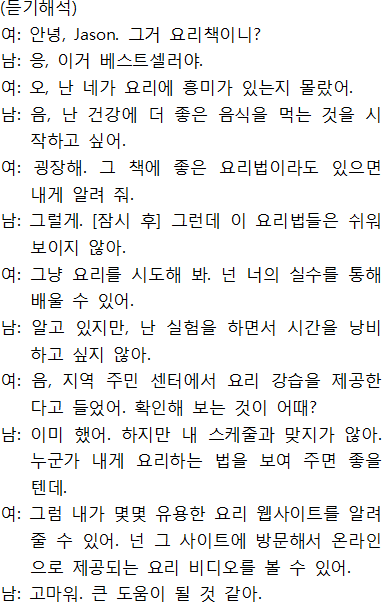 (듣기해석)
여: 안녕, Jason. 그거 요리책이니?
남: 응, 이거 베스트셀러야.
여: 오, 난 네가 요리에 흥미가 있는지 몰랐어.
남: 음, 난 건강에 더 좋은 음식을 먹는 것을 시
작하고 싶어.
여: 굉장해. 그 책에 좋은 요리법이라도 있으면
내게 알려 줘.
남: 그럴게. [잠시 후] 그런데 이 요리법들은 쉬워
보이지 않아.
여: 그냥 요리를 시도해 봐. 넌 너의 실수를 통해
배울 수 있어.
남: 알고 있지만, 난 실험을 하면서 시간을 낭비
하고 싶지 않아.
여: 음, 지역 주민 센터에서 요리 강습을 제공한
다고 들었어. 확인해 보는 것이 어때?
남: 이미 했어. 하지만 내 스케줄과 맞지가 않아.
누군가 내게 요리하는 법을 보여 주면 좋을
텐데.
여: 그럼 내가 몇몇 유용한 요리 웹사이트를 알려
줄 수 있어. 넌 그 사이트에 방문해서 온라인
으로 제공되는 요리 비디오를 볼 수 있어.
남: 고마워. 큰 도움이 될 것 같아.